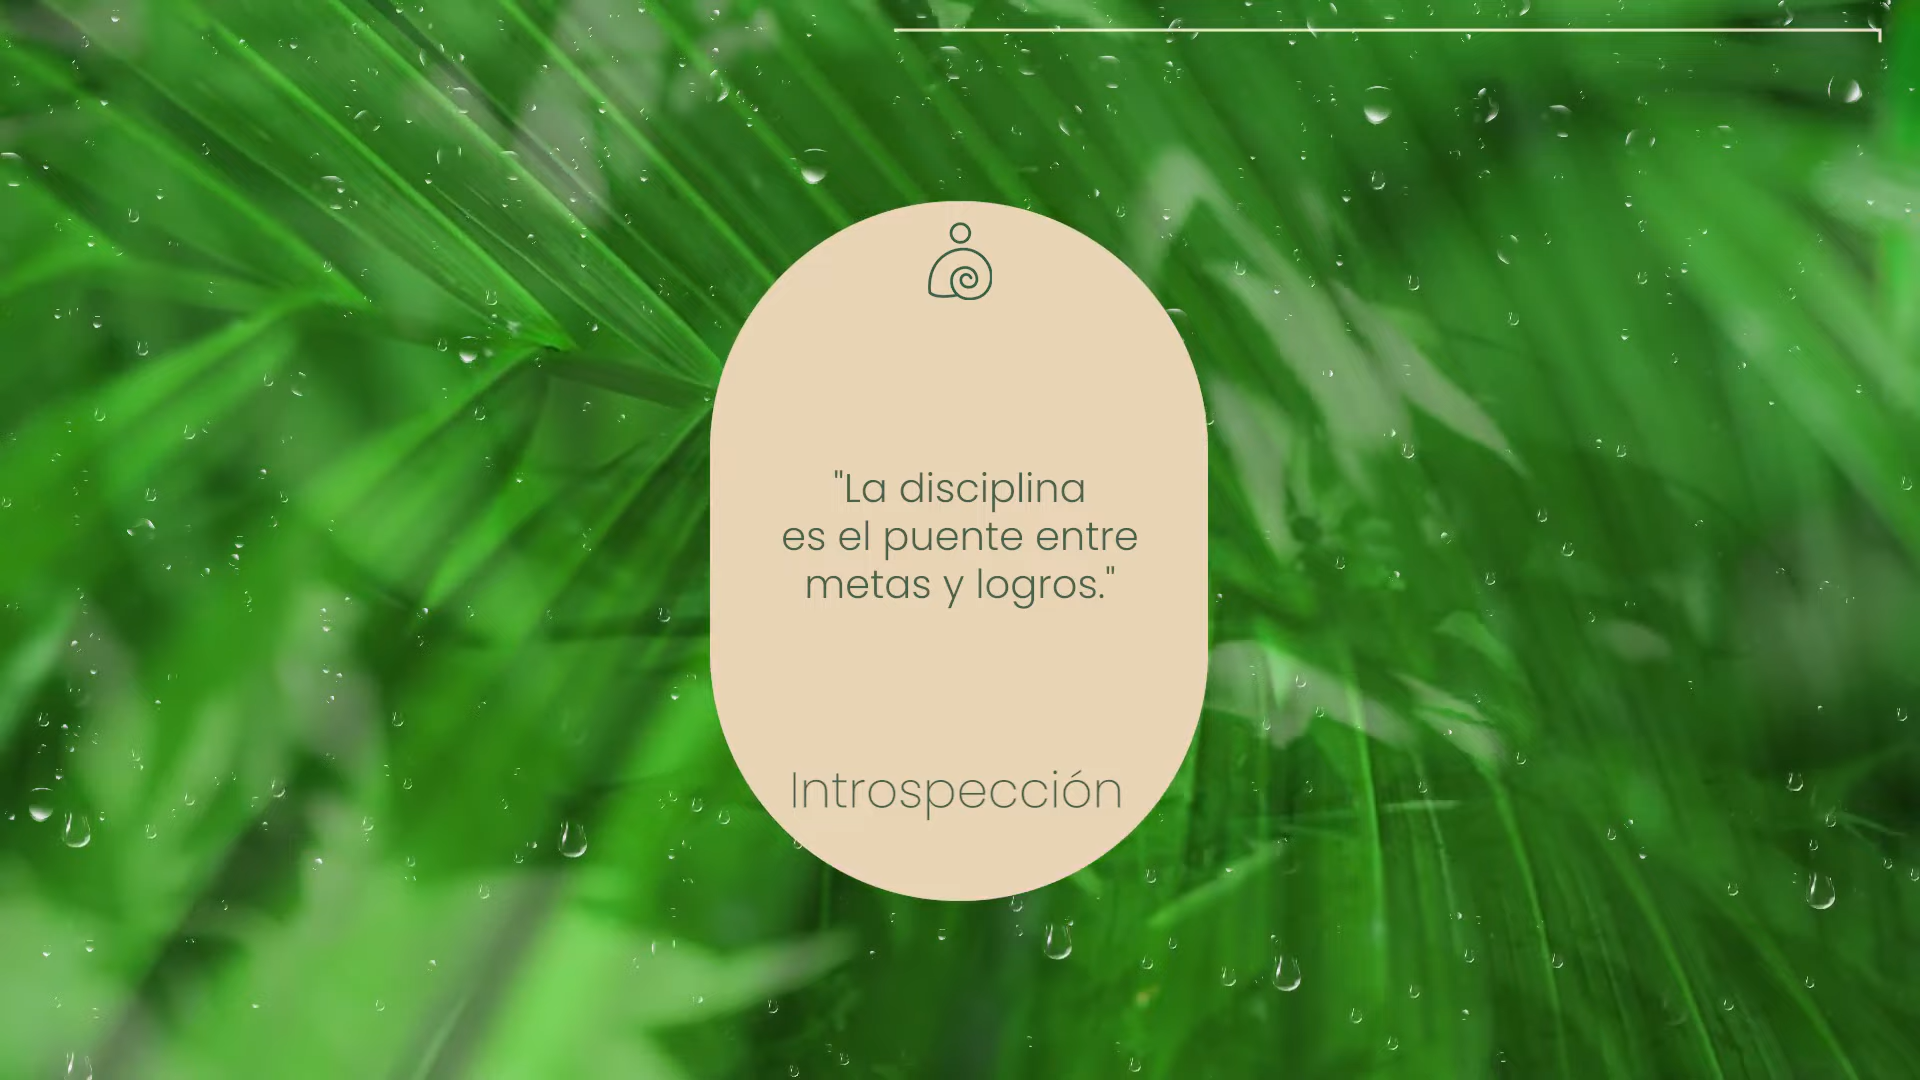 "La disciplina
es el puente entre
metas y logros."
Introspección